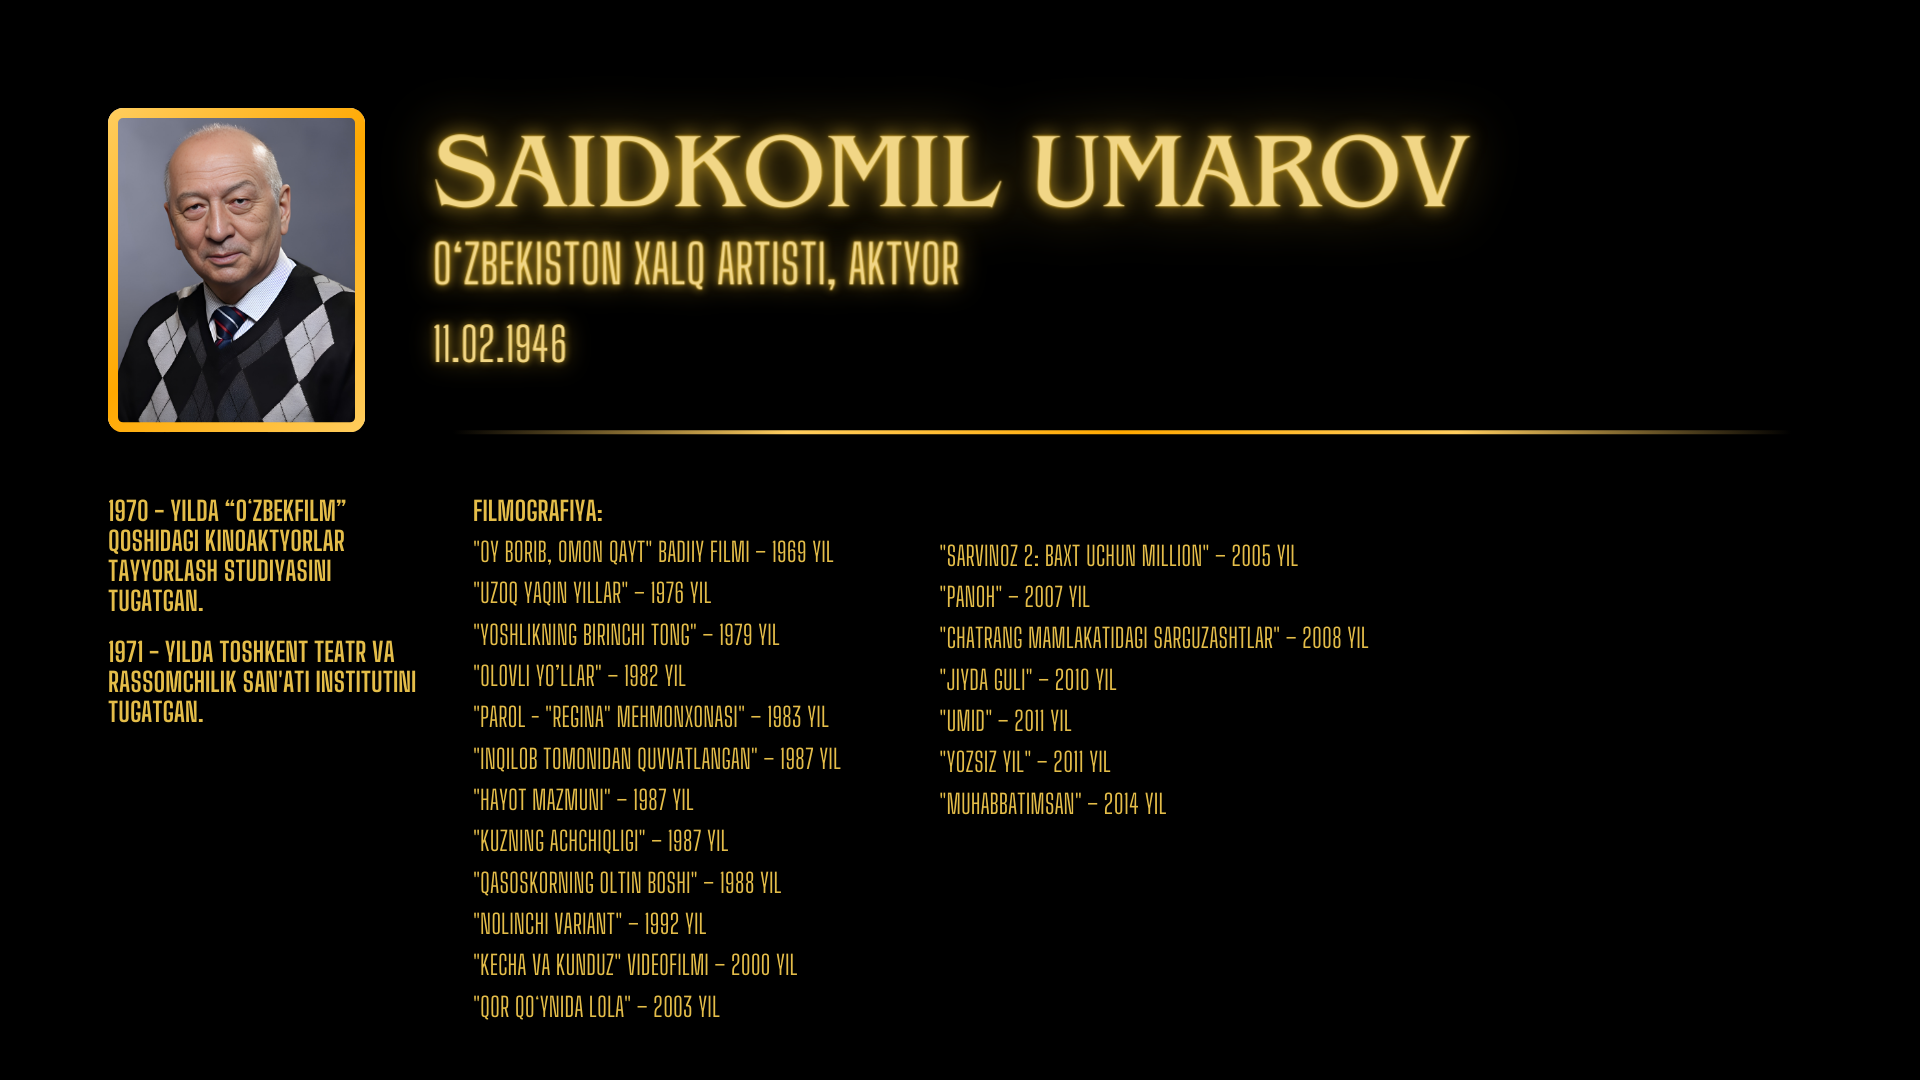 SAIDKOMIL UMAROV
O‘ZBEKISTON XALQ ARTISTI, AKTYOR
11.02.1946
1970 - YILDA “O‘ZBEKFILM”
QOSHIDAGI KINOAKTYORLAR
TAYYORLASH STUDIYASINI
TUGATGAN.
1971 - YILDA TOSHKENT TEATR VA
RASSOMCHILIK SAN'ATI INSTITUTINI
TUGATGAN.
FILMOGRAFIYA:
"OY BORIB, OMON QAYT" BADIIY FILMI – 1969 YIL
"UZOQ YAQIN YILLAR" – 1976 YIL
"YOSHLIKNING BIRINCHI TONG" – 1979 YIL
"OLOVLI YO’LLAR" – 1982 YIL
"PAROL - "REGINA" MEHMONXONASI" – 1983 YIL
"INQILOB TOMONIDAN QUVVATLANGAN" – 1987 YIL
"HAYOT MAZMUNI" – 1987 YIL
"KUZNING ACHCHIQLIGI" – 1987 YIL
"QASOSKORNING OLTIN BOSHI" – 1988 YIL
"NOLINCHI VARIANT" – 1992 YIL
"KECHA VA KUNDUZ" VIDEOFILMI – 2000 YIL
"QOR QO‘YNIDA LOLA" – 2003 YIL
"SARVINOZ 2: BAXT UCHUN MILLION" – 2005 YIL
"PANOH" – 2007 YIL
"CHATRANG MAMLAKATIDAGI SARGUZASHTLAR" – 2008 YIL
"JIYDA GULI" – 2010 YIL
"UMID" – 2011 YIL
"YOZSIZ YIL" – 2011 YIL
"MUHABBATIMSAN" – 2014 YIL